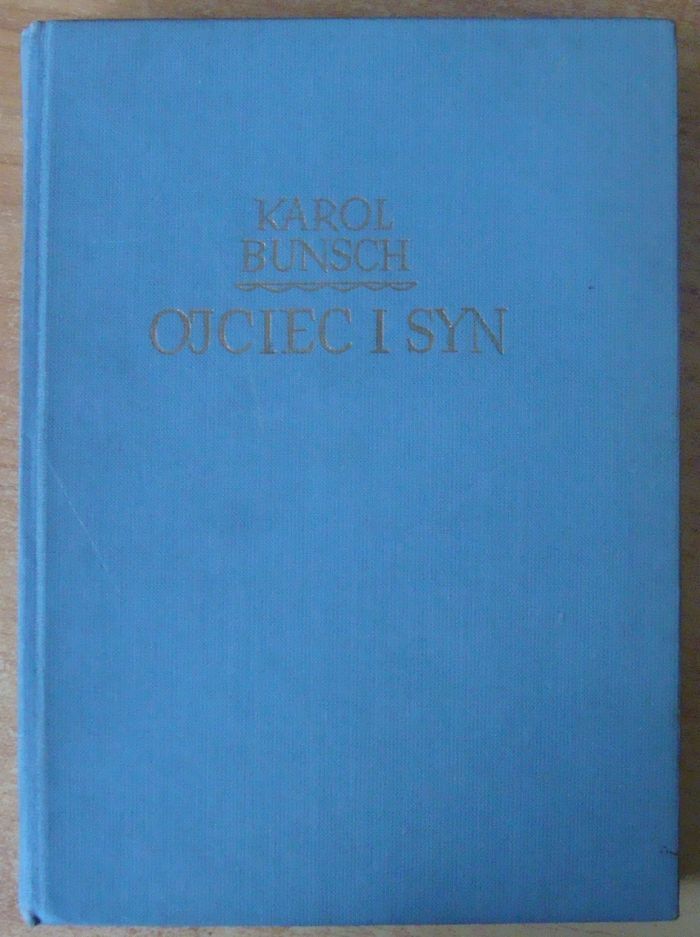 KAROL
BUNSCH
OJCIEC I SYN